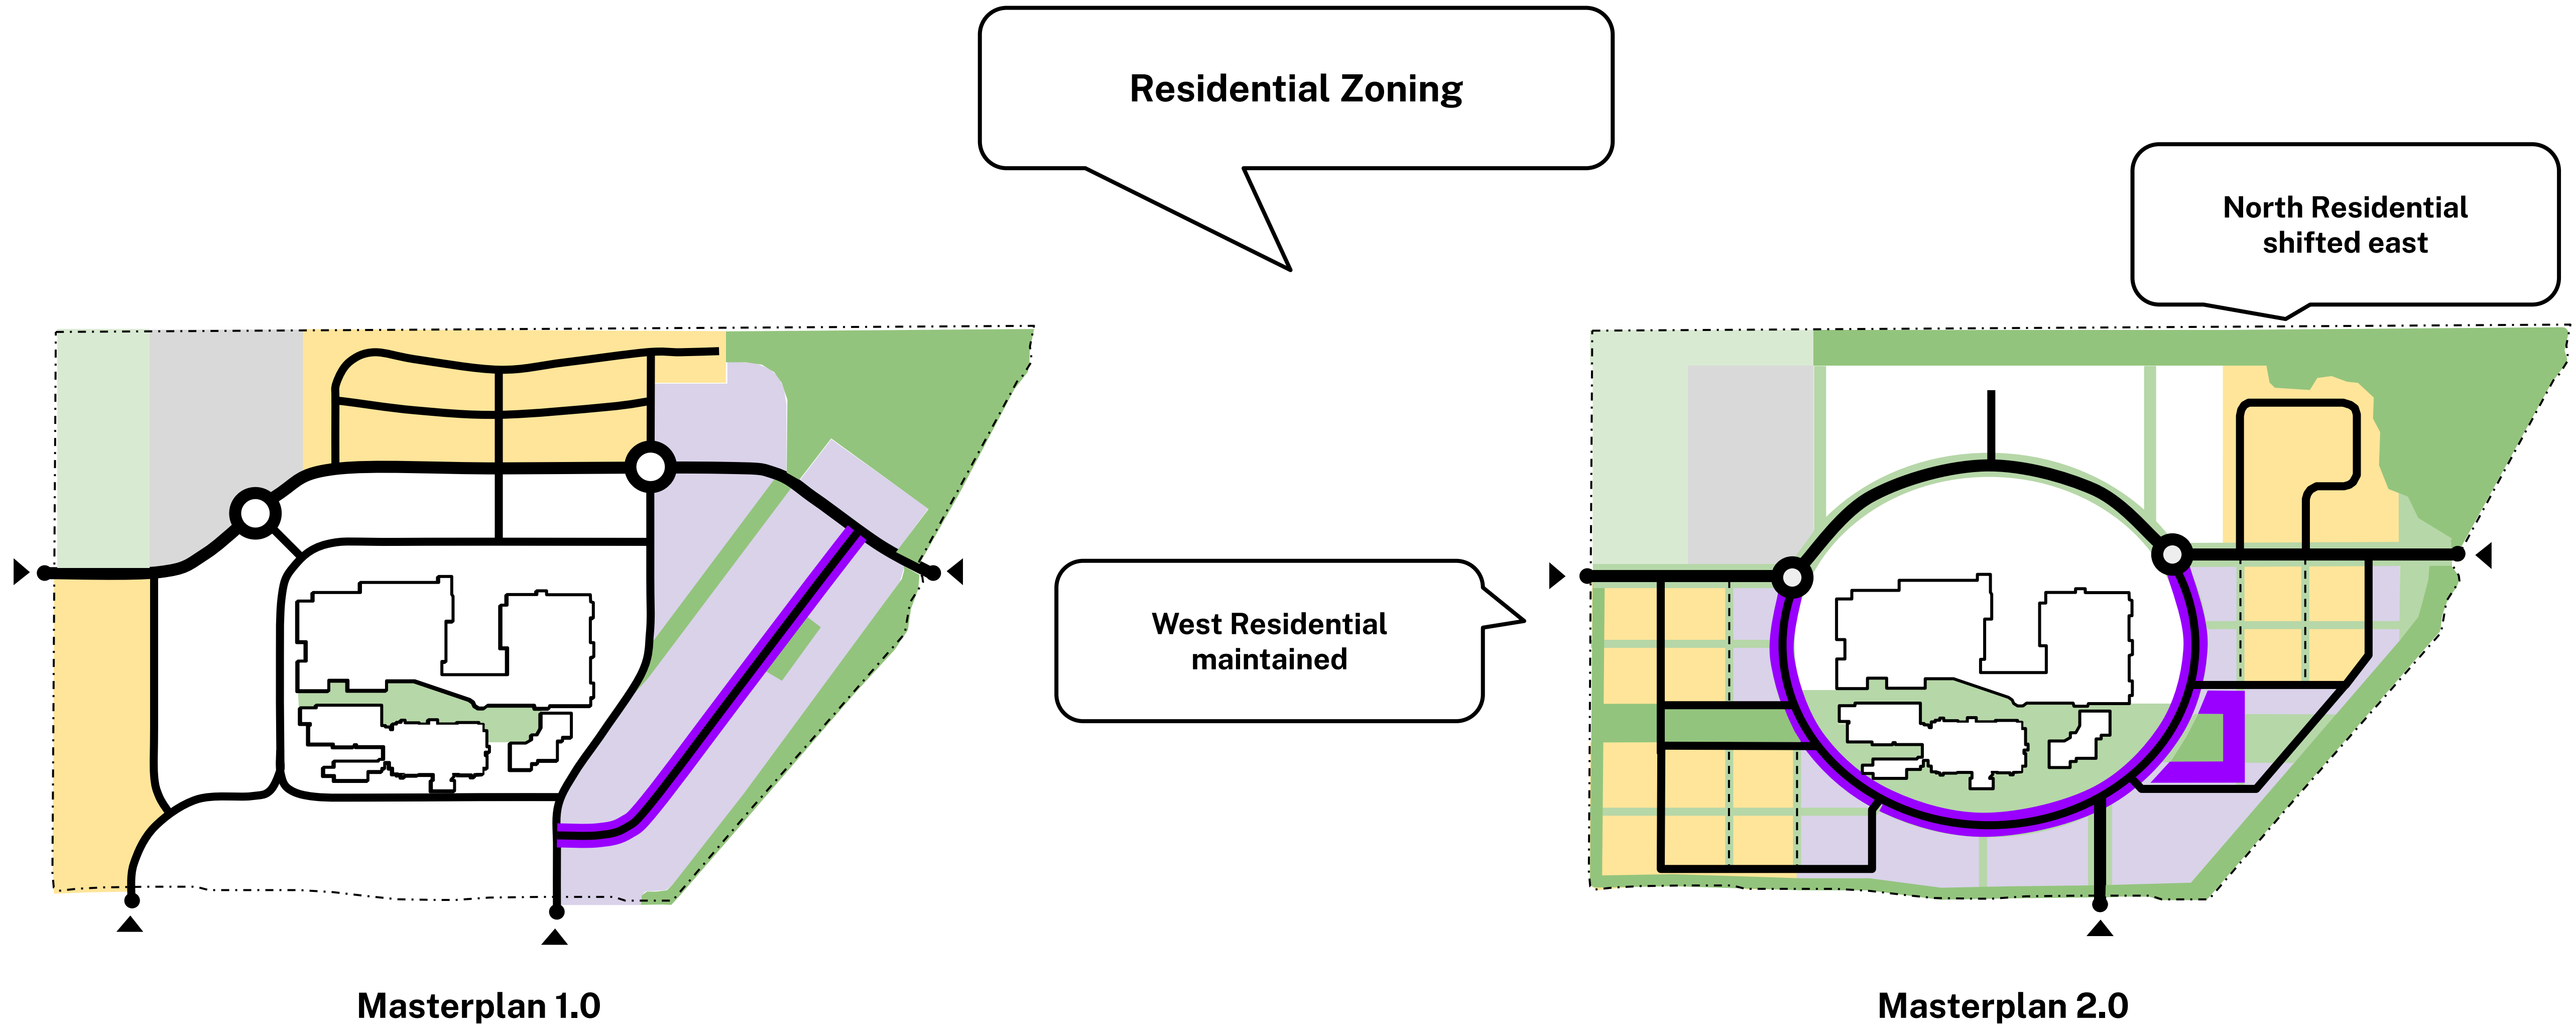 Residential Zoning
North Residential
shifted east
West Residential
maintained
Masterplan 1.0
Masterplan 2.0